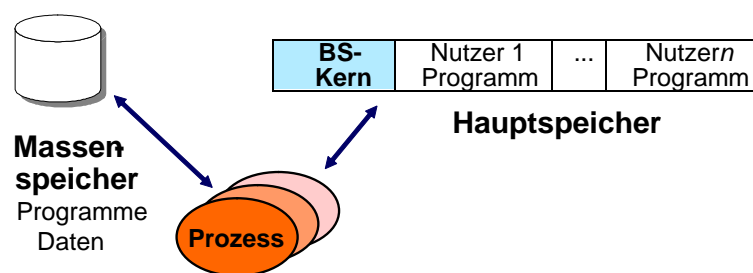 BS-
Kern
Nutzer 1
Programm
...
Nutzern
Programm
Hauptspeicher
Massen-
speicher
Programme
Daten
Prozess